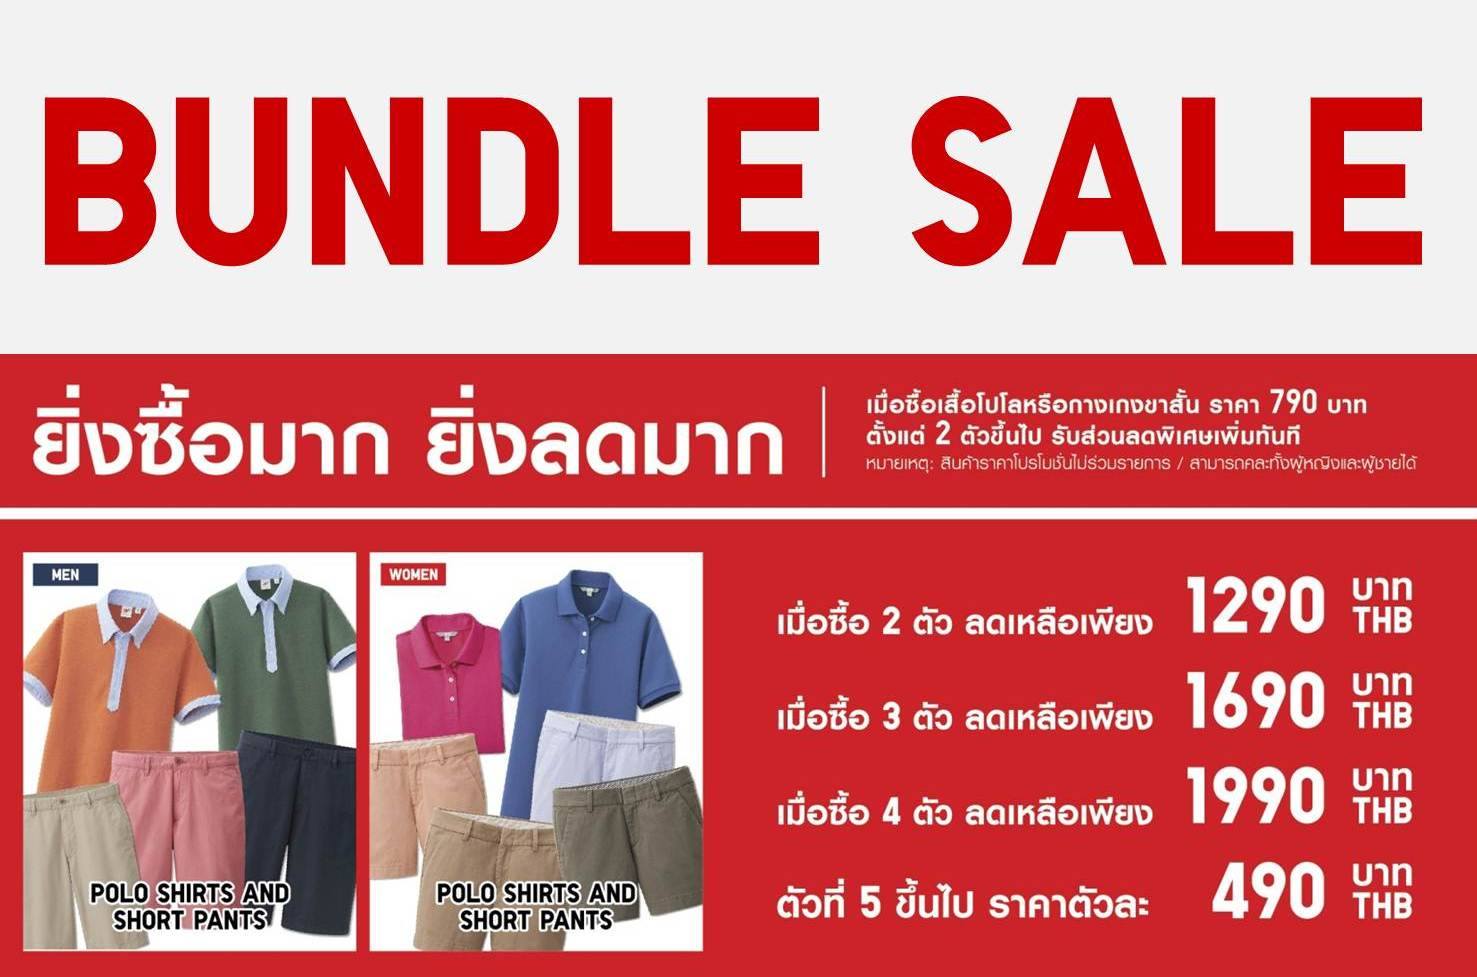 BUNDLE SALE
ยิ่งซื้อมาก ยิ่งลดมาก
เมื่อซื้อเสื้อโปโลหรือกางเกงขาสั้น ราคา 790 บาท
ตั้งแต่ 2 ตัวขึ้นไป รับส่วนลดพิเศษเพิ่มทันที
หมายเหตุ: สินค้าราคาโปรโมชั่นไม่ร่วมรายการ / สามารถคละทั้งผู้หญิงและผู้ชายได้
MEN
POLO SHIRTS AND
SHORT PANTS
WOMEN
POLO SHIRTS AND
SHORT PANTS
เมื่อซื้อ 2 ตัว ลดเหลือเพียง 1290 บาท THB
เมื่อซื้อ 3 ตัว ลดเหลือเพียง 1690 บาท THB
เมื่อซื้อ 4 ตัว ลดเหลือเพียง 1990 บาท THB
ตัวที่ 5 ขึ้นไป ราคาตัวละ 490 บาท THB